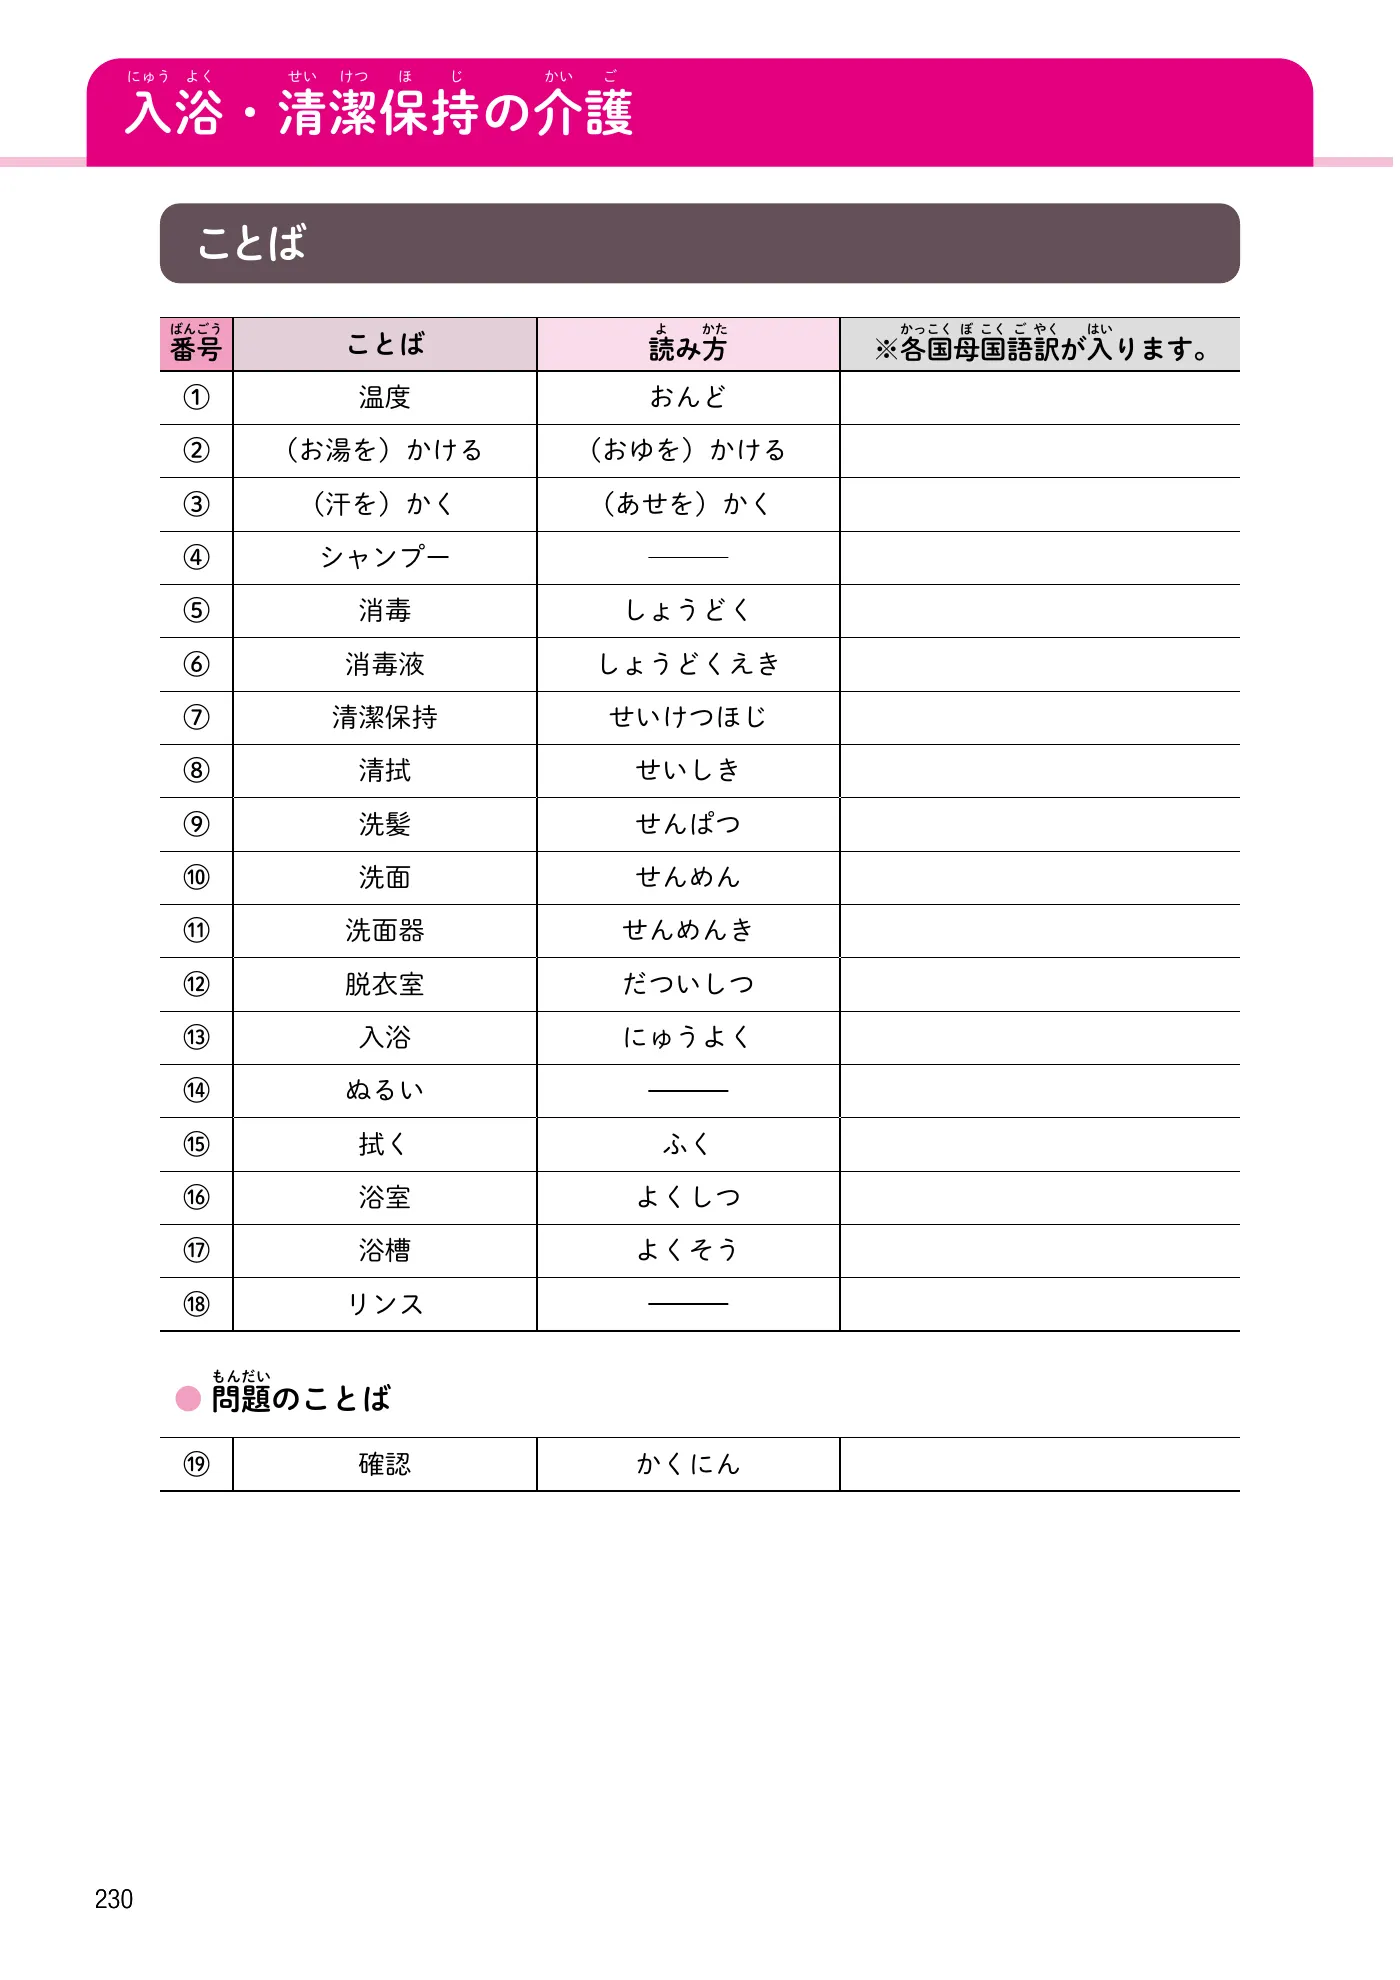 にゅう よく せい けつ ほ じ かい ご
入浴・清潔保持の介護
ことば
ばんごう よ かた かっこく ぼ こく ご やく はい
番号 ことば 読み方 ※各国母国語訳が入ります。
① 温度 おんど
② （お湯を）かける （おゆを）かける
③ （汗を）かく （あせを）かく
④ シャンプー ———
⑤ 消毒 しょうどく
⑥ 消毒液 しょうどくえき
⑦ 清潔保持 せいけつほじ
⑧ 清拭 せいしき
⑨ 洗髪 せんぱつ
⑩ 洗面 せんめん
⑪ 洗面器 せんめんき
⑫ 脱衣室 だついしつ
⑬ 入浴 にゅうよく
⑭ ぬるい ———
⑮ 拭く ふく
⑯ 浴室 よくしつ
⑰ 浴槽 よくそう
⑱ リンス ———
もんだい
● 問題のことば
⑲ 確認 かくにん
230